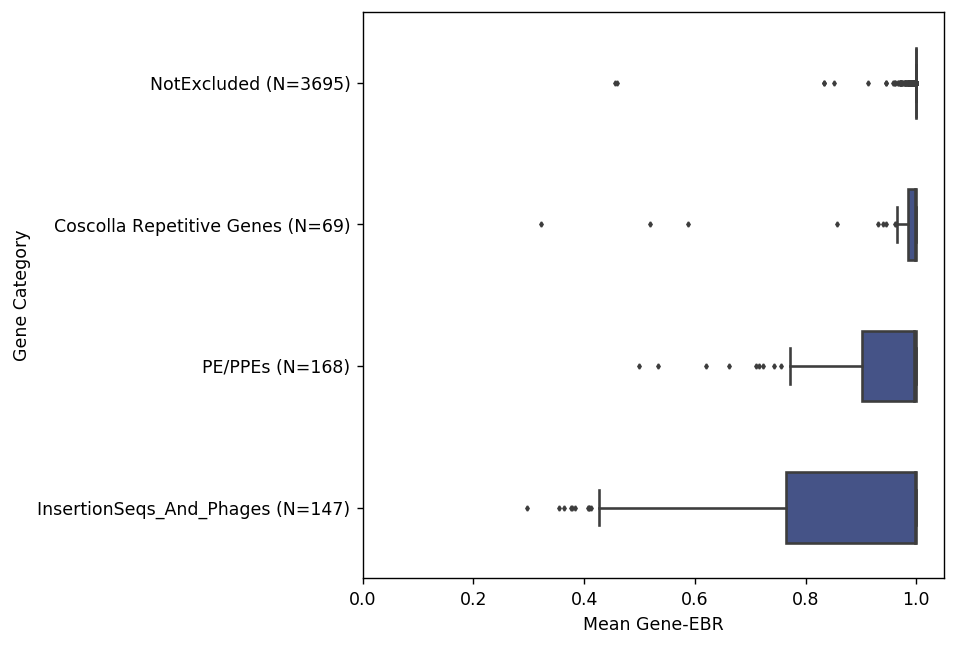 NotExcluded (N=3695)
Coscolla Repetitive Genes (N=69)
PE/PPEs (N=168)
InsertionSeqs_And_Phages (N=147)
Gene Category
0.0 0.2 0.4 0.6 0.8 1.0
Mean Gene-EBR